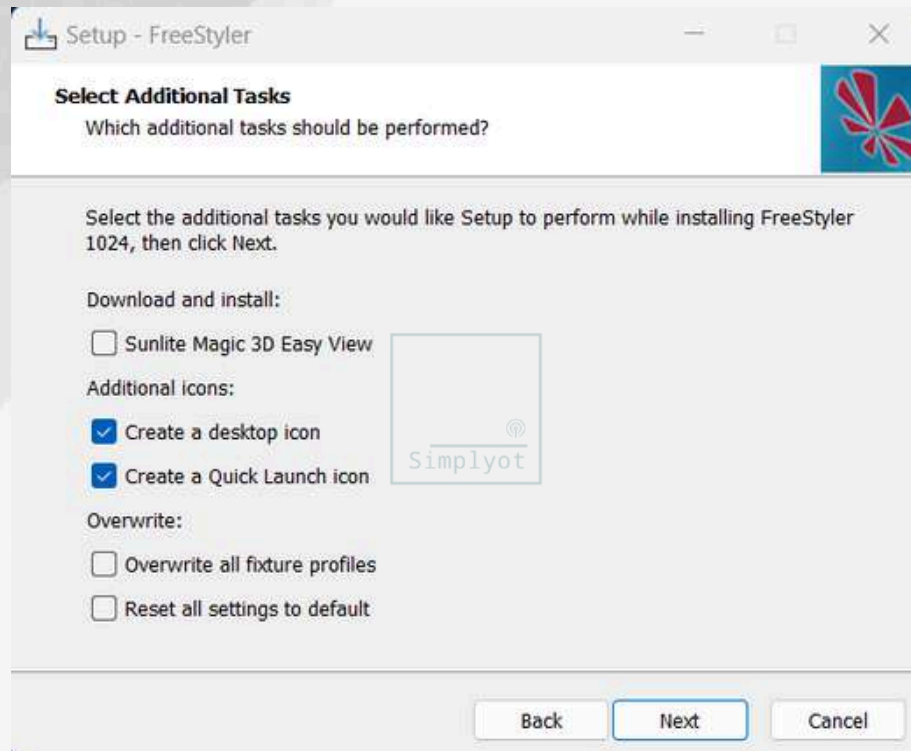 Setup - FreeStyler
Select Additional Tasks
Which additional tasks should be performed?
Select the additional tasks you would like Setup to perform while installing FreeStyler
1024, then click Next.
Download and install:
Sunlite Magic 3D Easy View
Additional icons:
Create a desktop icon
Create a Quick Launch icon
Simplyot
Overwrite:
Overwrite all fixture profiles
Reset all settings to default
Back Next Cancel